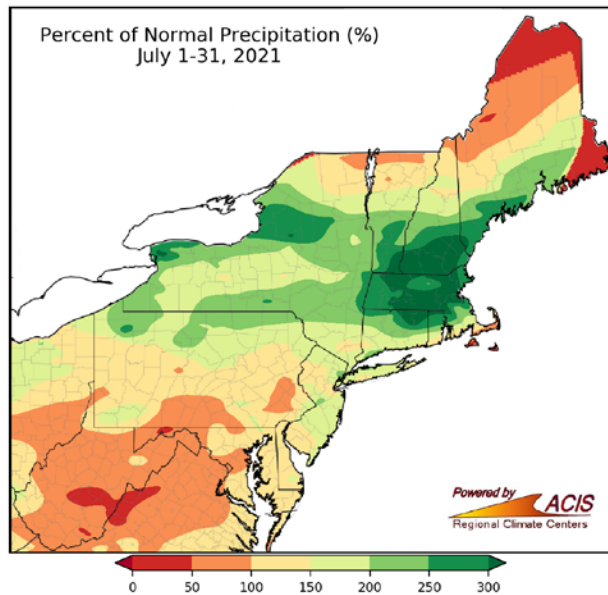 Percent of Normal Precipitation (%)
July 1-31, 2021
Powered by
ACIS
Regional Climate Centers
0 50 100 150 200 250 300